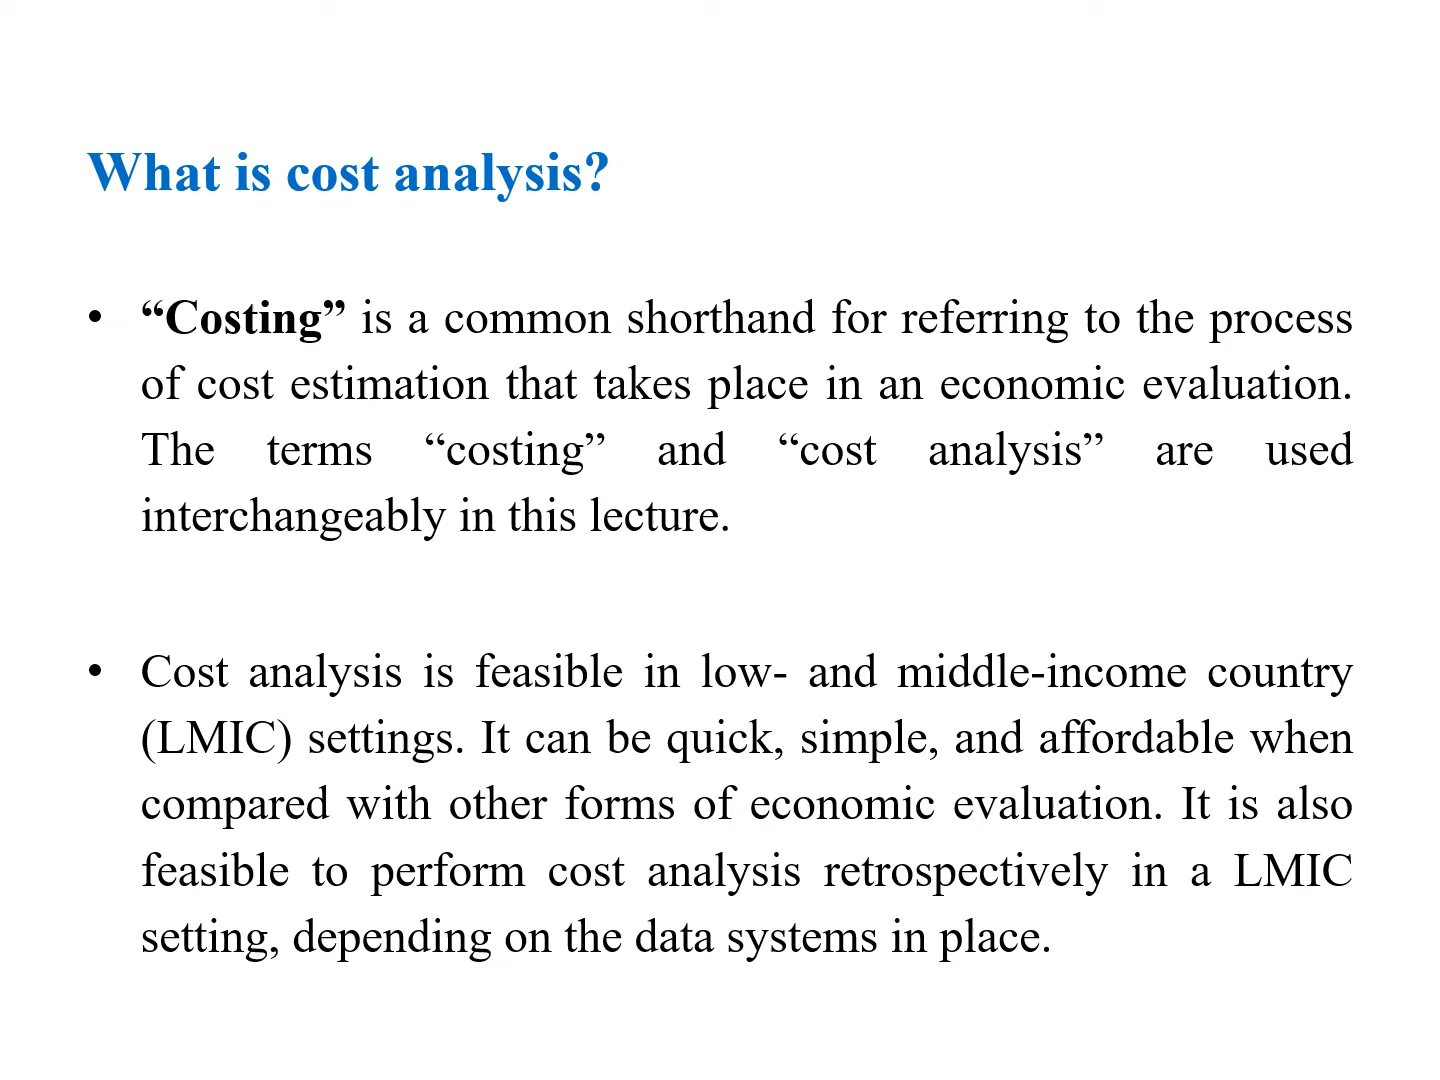 What is cost analysis?
• “Costing” is a common shorthand for referring to the process
of cost estimation that takes place in an economic evaluation.
The terms “costing” and “cost analysis” are used
interchangeably in this lecture.
• Cost analysis is feasible in low- and middle-income country
(LMIC) settings. It can be quick, simple, and affordable when
compared with other forms of economic evaluation. It is also
feasible to perform cost analysis retrospectively in a LMIC
setting, depending on the data systems in place.